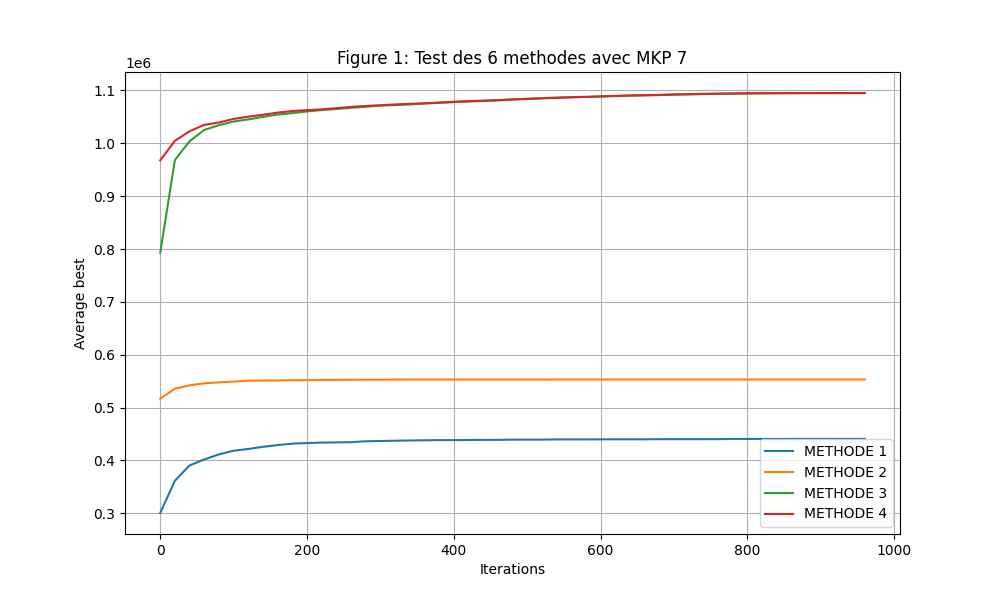 Figure 1: Test des 6 methodes avec MKP 7
1e6
1.1
1.0
0.9
0.8
0.7
0.6
0.5
0.4
0.3
Average best
0 200 400 600 800 1000
Iterations
METHODE 1
METHODE 2
METHODE 3
METHODE 4